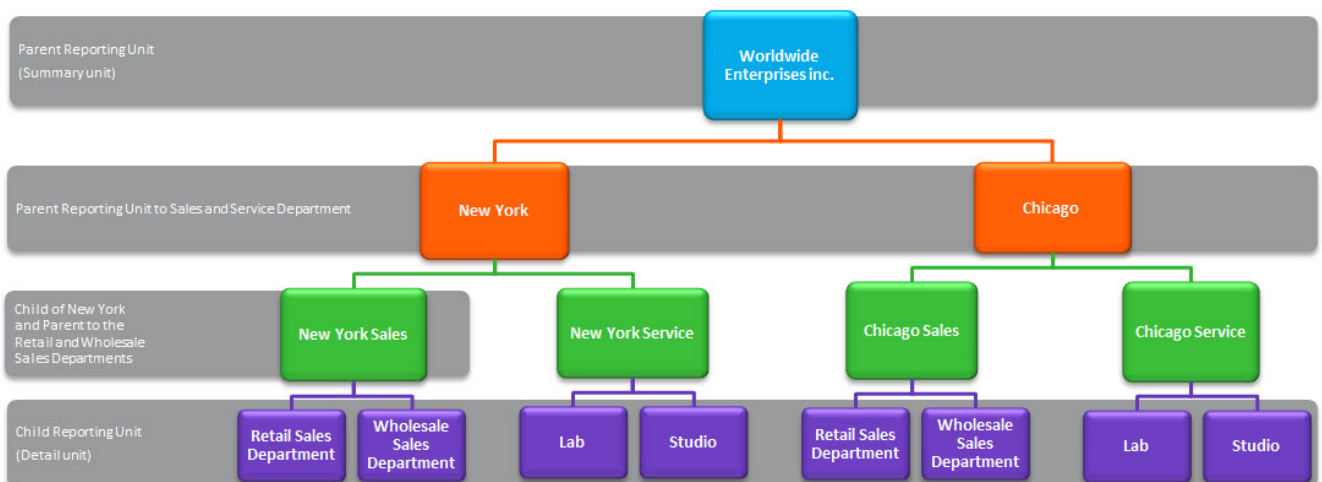 Parent Reporting Unit
(Summary unit)
Worldwide
Enterprises inc.
Parent Reporting Unit to Sales and Service Department
New York
Chicago
Child of New York
and Parent to the
Retail and Wholesale
Sales Departments
New York Sales
New York Service
Chicago Sales
Chicago Service
Child Reporting Unit
(Detail unit)
Retail Sales
Department
Wholesale
Sales
Department
Lab
Studio
Retail Sales
Department
Wholesale
Sales
Department
Lab
Studio